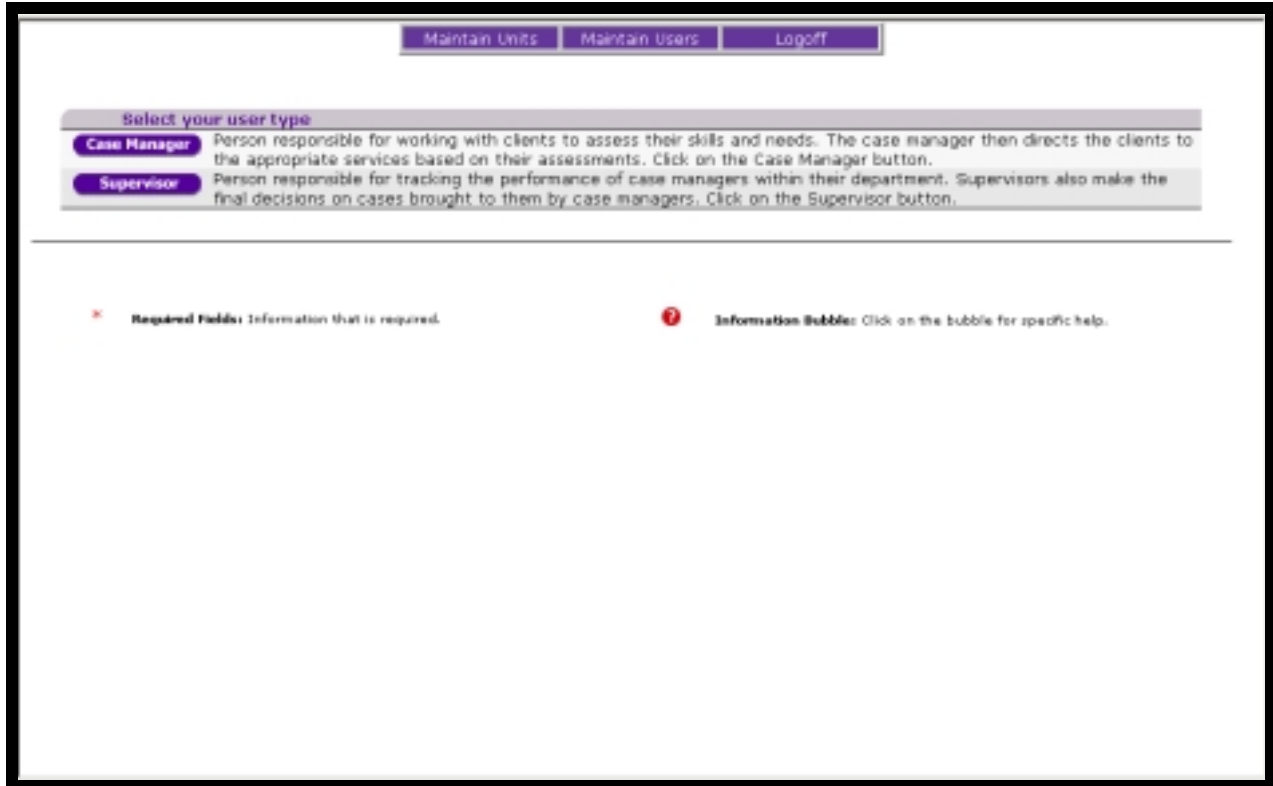 Maintain Units Maintain Users Logoff
Select your user type
Case Manager Person responsible for working with clients to assess their skills and needs. The case manager then directs the clients to
the appropriate services based on their assessments. Click on the Case Manager button.
Supervisor Person responsible for tracking the performance of case managers within their department. Supervisors also make the
final decisions on cases brought to them by case managers. Click on the Supervisor button.
* Required Fields: Information that is required.
? Information Bubble: Click on the bubble for specific help.